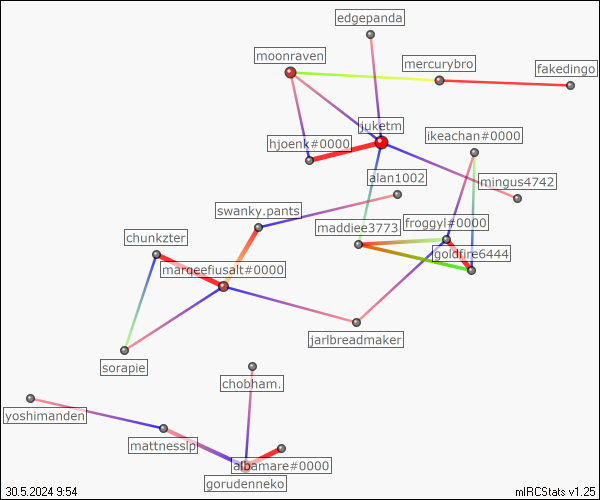 edgepanda
moonraven
mercurybro
fakedingo
juketm
ikeachan#0000
hjoenk#0000
alan1002
mingus4742
swanky.pants
maddiee3773
froggyl#0000
chunkzter
goldfire6444
marneefiusalt#0000
jarlbreadmaker
sorapie
chobham.
yoshimanden
mattnessip
albamare#0000
gorudenneko
30.5.2024 9:54
mIRCStats v1.25